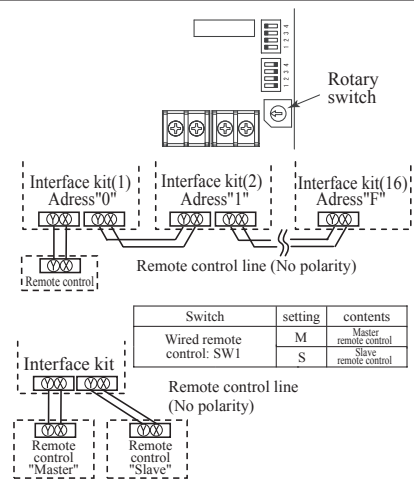 1 2 3 4
1 2 3 4
Rotary
switch
Interface kit(1)
Adress"0"
Interface kit(2)
Adress"1"
Interface kit(16)
Adress"F"
Y X
Y X
Y X
Y X
Y X
Y X
Remote control
Remote control line (No polarity)
Switch setting contents
Wired remote
control: SW1
M Master
remote control
S Slave
remote control
Interface kit
Y X
Y X
Remote control line
(No polarity)
Y X
Y X
Remote
control
"Master"
Remote
control
"Slave"